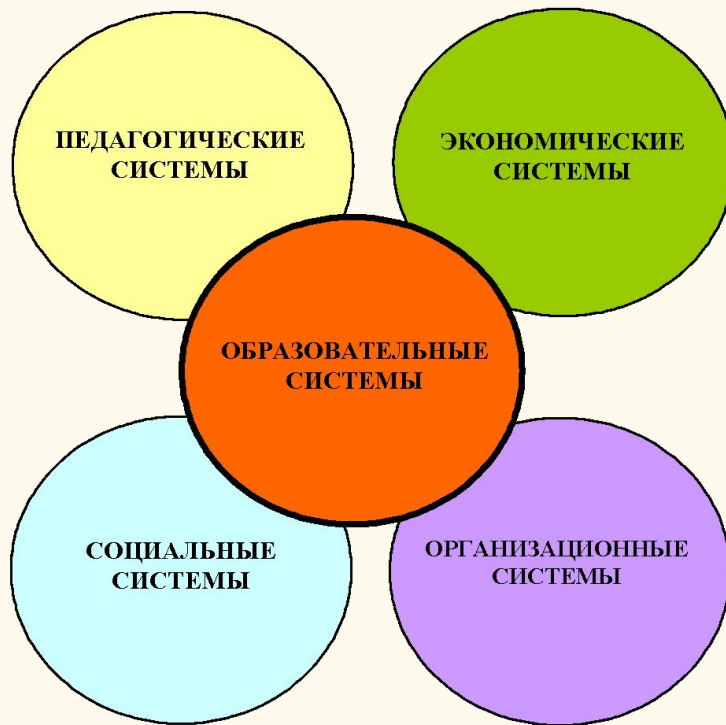 ПЕДАГОГИЧЕСКИЕ
СИСТЕМЫ
ЭКОНОМИЧЕСКИЕ
СИСТЕМЫ
ОБРАЗОВАТЕЛЬНЫЕ
СИСТЕМЫ
СОЦИАЛЬНЫЕ
СИСТЕМЫ
ОРГАНИЗАЦИОННЫЕ
СИСТЕМЫ